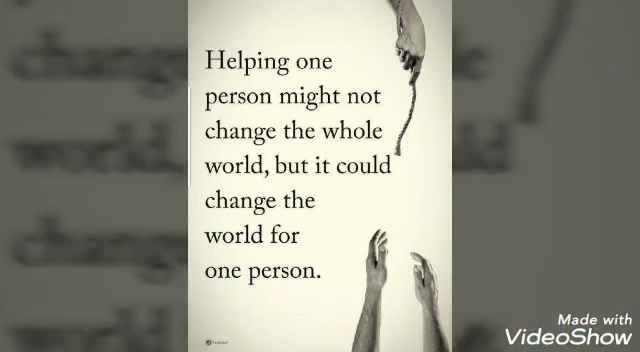 Helping one
person might not
change the whole
world, but it could
change the
world for
one person.
Made with
VideoShow